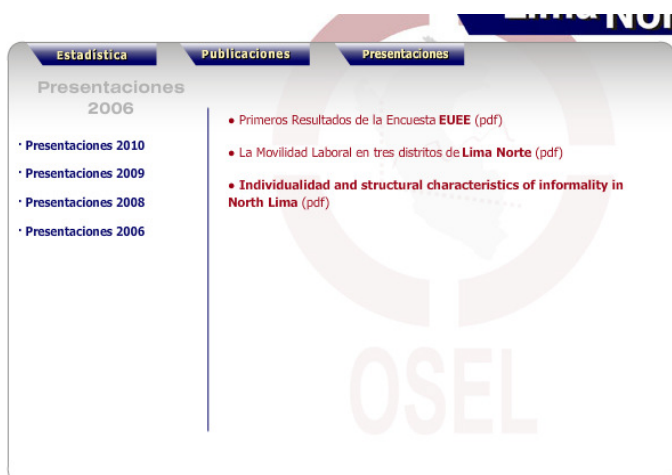 Lima Nor
Estadística
Publicaciones
Presentaciones
Presentaciones
2006
· Presentaciones 2010
· Presentaciones 2009
· Presentaciones 2008
· Presentaciones 2006
● Primeros Resultados de la Encuesta EUEE (pdf)
● La Movilidad Laboral en tres distritos de Lima Norte (pdf)
● Individualidad and structural characteristics of informality in
North Lima (pdf)
OSEL